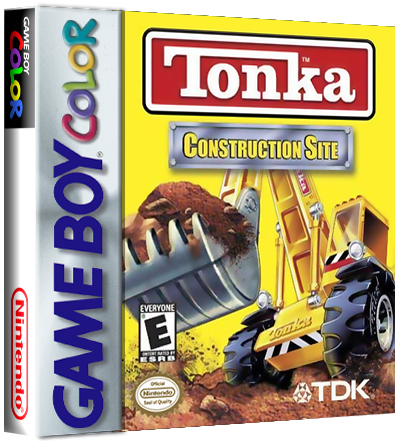 GAME BOY
COLOR
Nintendo
GAME BOY COLOR
Tonka
™
CONSTRUCTION SITE
EVERYONE
E
CONTENT RATED BY
ESRB
Official
Nintendo
Seal of Quality
Tonka
TDK